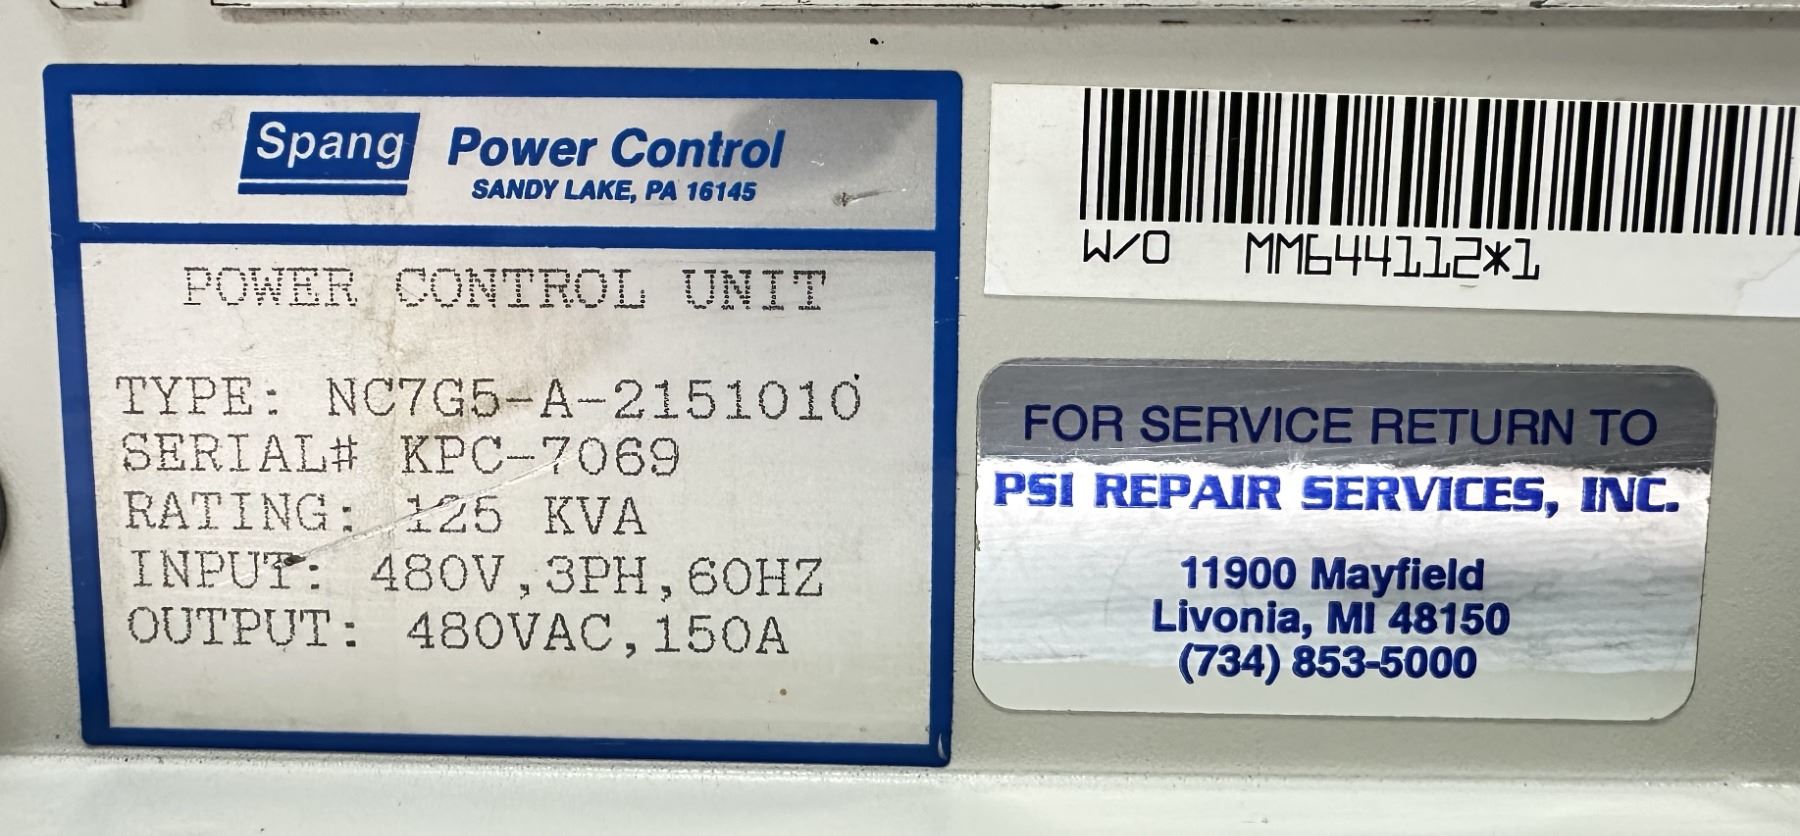 Spang Power Control
SANDY LAKE, PA 16145
POWER CONTROL UNIT
TYPE: NC7G5-A-2151010
SERIAL# KPC-7069
RATING: 125 KVA
INPUT: 480V,3PH,60HZ
OUTPUT: 480VAC,150A
W/O MM644112*1
FOR SERVICE RETURN TO
PSI REPAIR SERVICES, INC.
11900 Mayfield
Livonia, MI 48150
(734) 853-5000